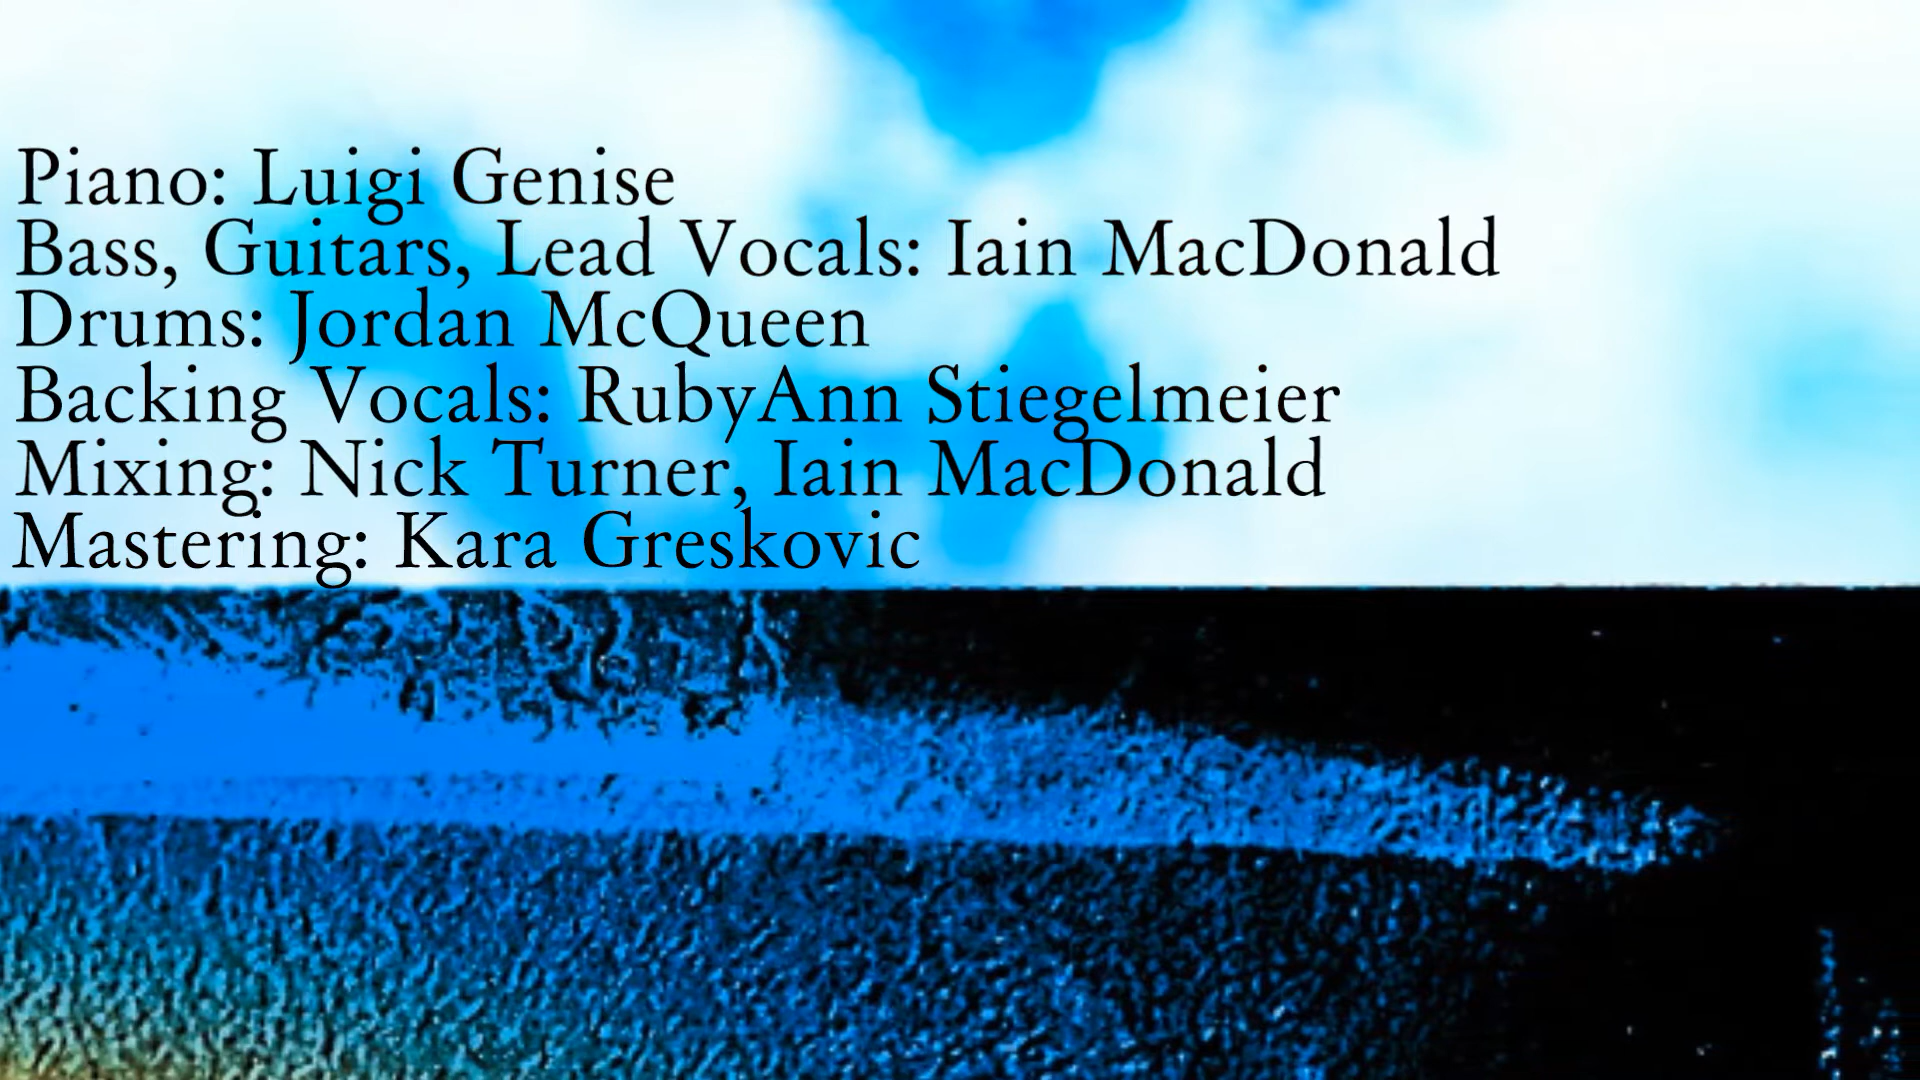 Piano: Luigi Genise
Bass, Guitars, Lead Vocals: Iain MacDonald
Drums: Jordan McQueen
Backing Vocals: RubyAnn Stiegelmeier
Mixing: Nick Turner, Iain MacDonald
Mastering: Kara Greskovic